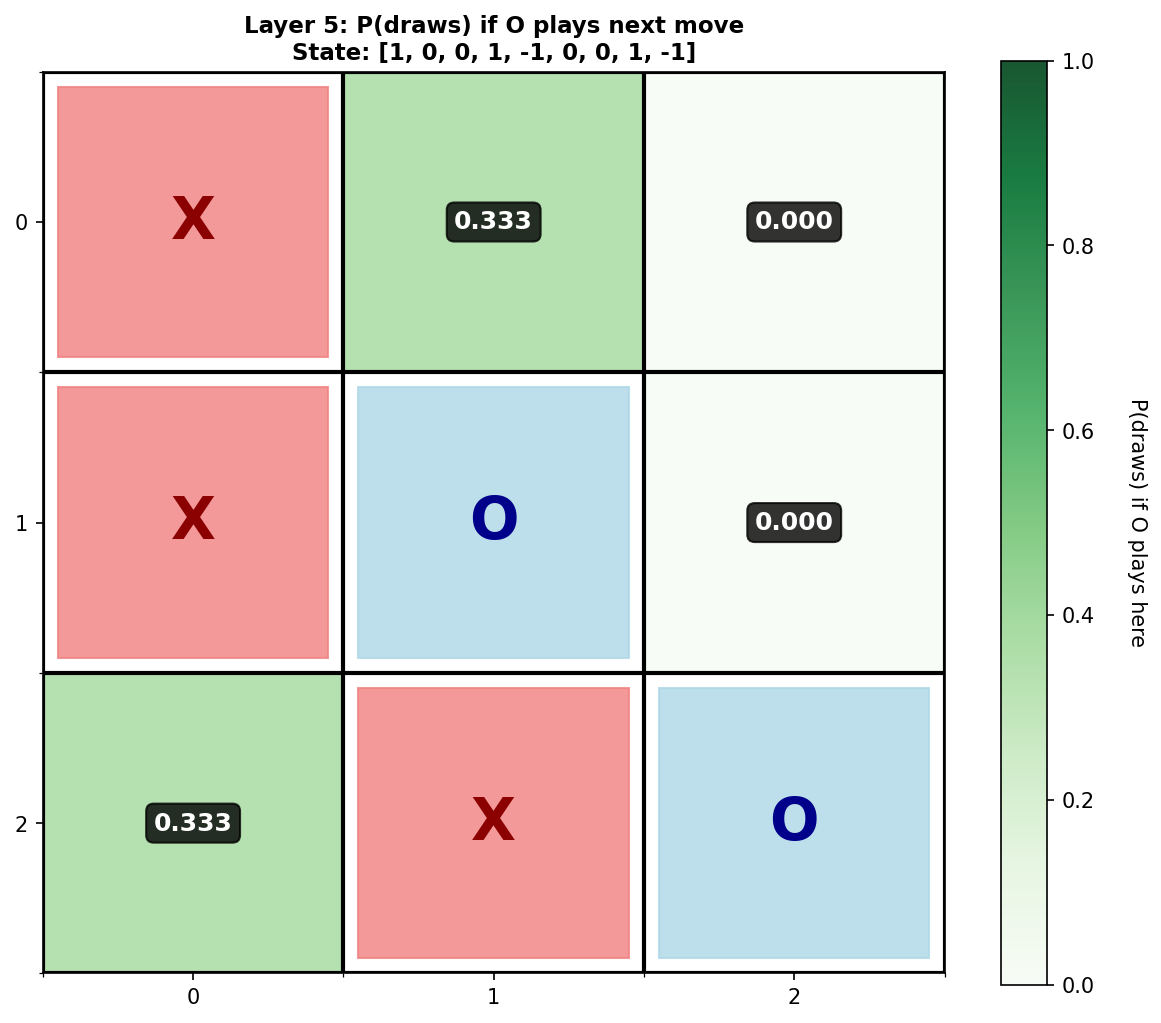 Layer 5: P(draws) if O plays next move
State: [1, 0, 0, 1, -1, 0, 0, 1, -1]
X
0.333
0.000
X
O
0.000
0.333
X
O
0
1
2
0
1
2
1.0
0.8
0.6
0.4
0.2
0.0
P(draws) if O plays here